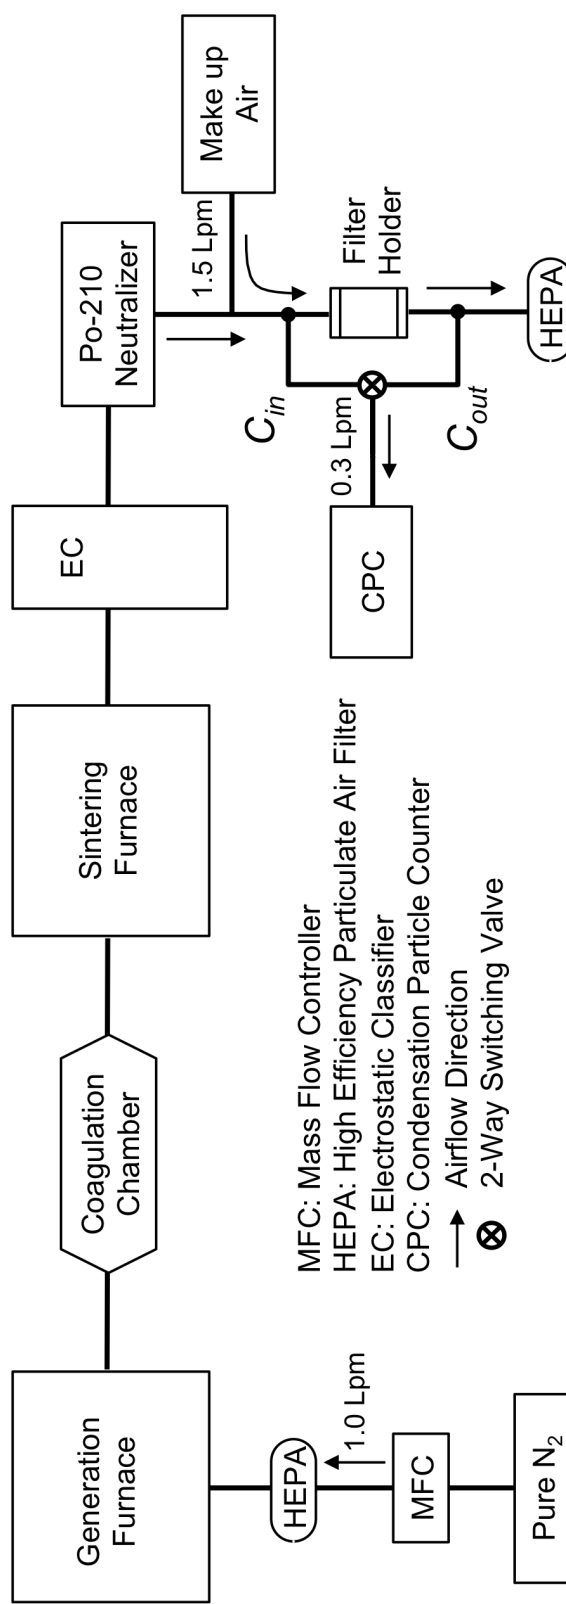 Generation
Furnace
Coagulation
Chamber
Sintering
Furnace
EC
Po-210
Neutralizer
Make up
Air
1.5 Lpm
HEPA
1.0 Lpm
MFC
Pure N₂
C_in
0.3 Lpm
CPC
C_out
Filter
Holder
HEPA
MFC: Mass Flow Controller
HEPA: High Efficiency Particulate Air Filter
EC: Electrostatic Classifier
CPC: Condensation Particle Counter
Airflow Direction
2-Way Switching Valve